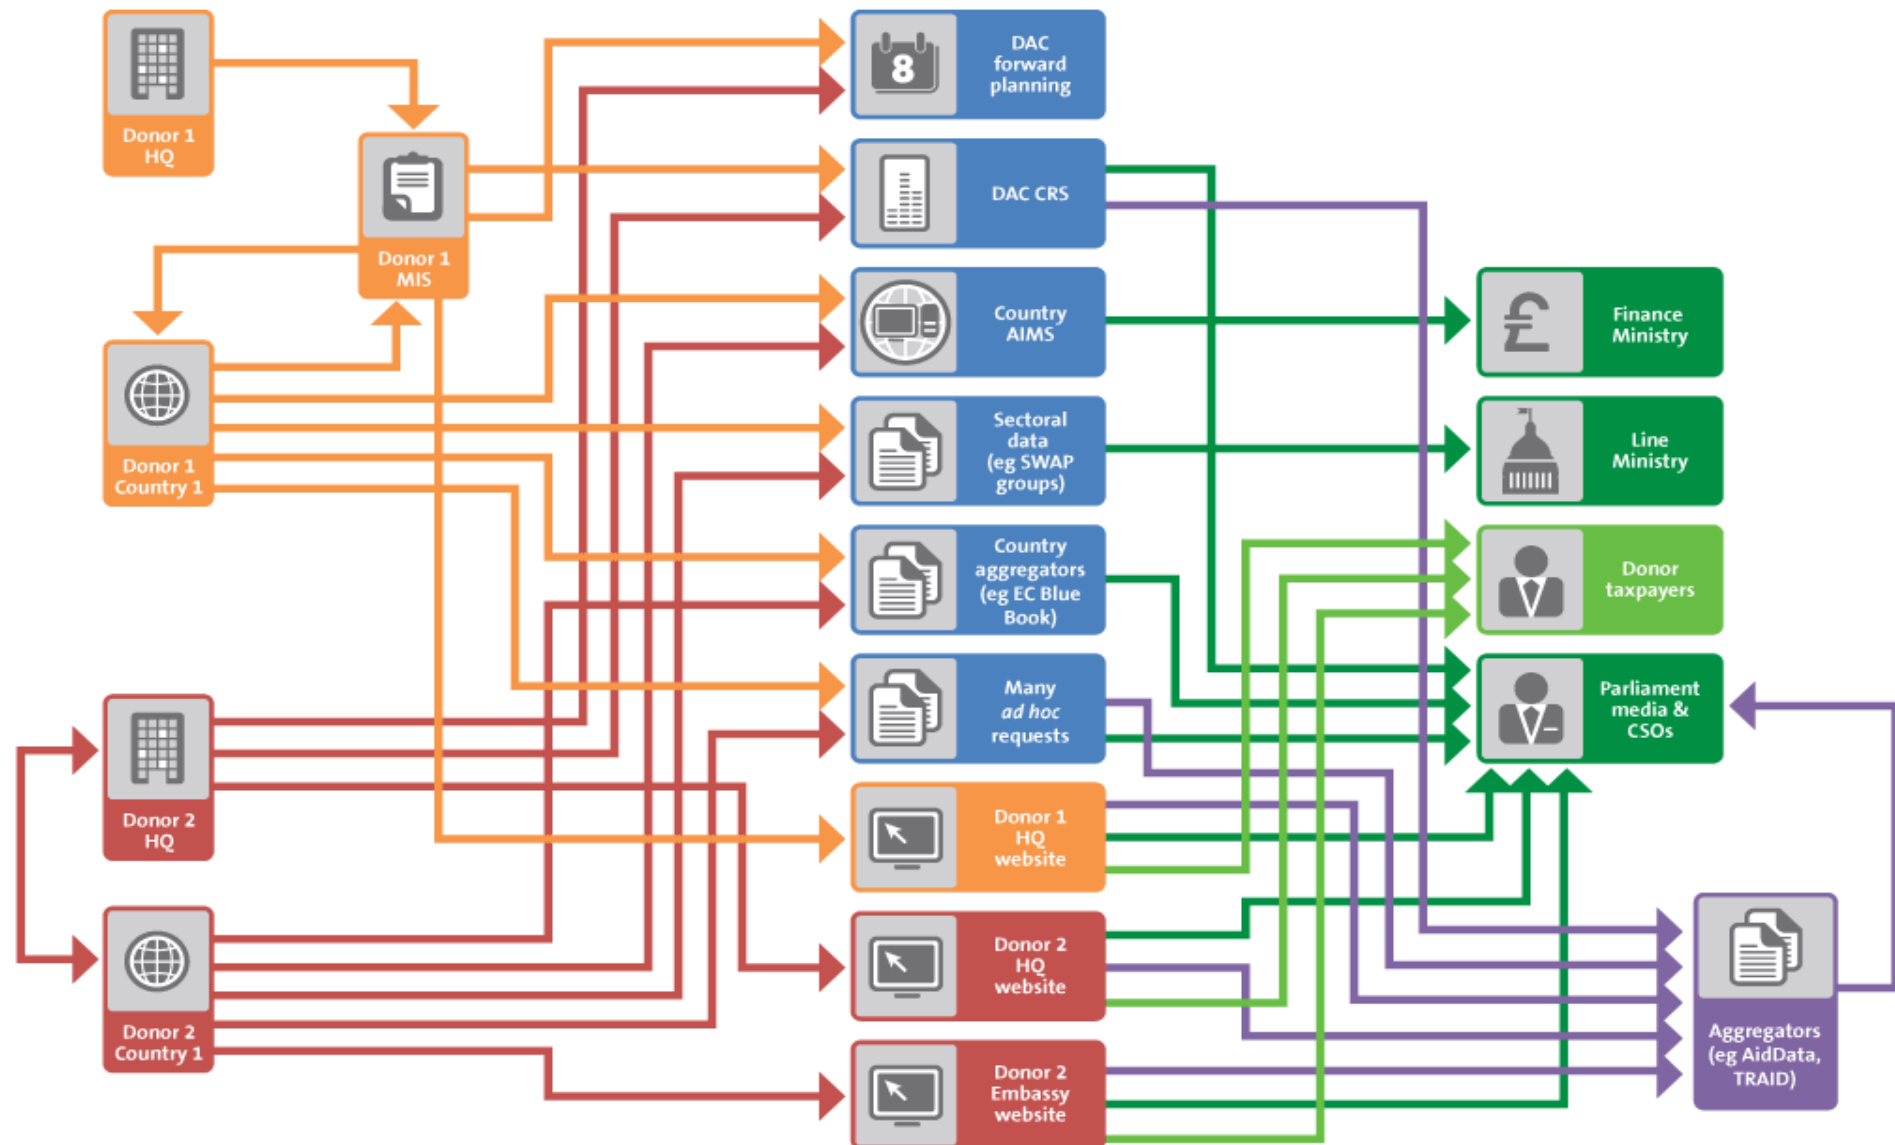 Donor 1
HQ
Donor 1
MIS
Donor 1
Country 1
Donor 2
HQ
Donor 2
Country 1
8
DAC
forward
planning
DAC CRS
Country
AIMS
Sectoral
data
(eg SWAP
groups)
Country
aggregators
(eg EC Blue
Book)
Many
ad hoc
requests
Donor 1
HQ
website
Donor 2
HQ
website
Donor 2
Embassy
website
£
Finance
Ministry
Line
Ministry
Donor
taxpayers
Parliament
media &
CSOs
Aggregators
(eg AidData,
TRAID)